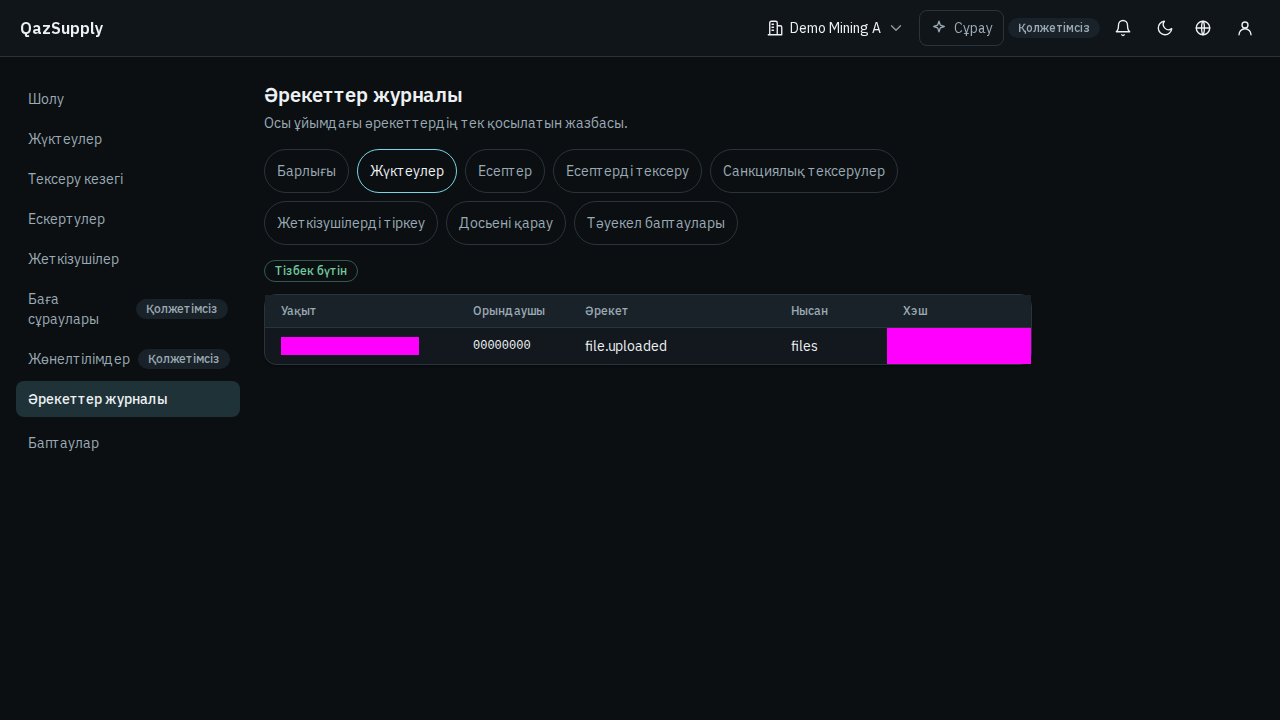 QazSupply
Demo Mining A
Сұрау
Қолжетімсіз
Шолу
Жүктеулер
Тексеру кезегі
Ескертулер
Жеткізушілер
Баға сұраулары
Қолжетімсіз
Жөнелтілімдер
Қолжетімсіз
Әрекеттер журналы
Баптаулар
Әрекеттер журналы
Осы ұйымдағы әрекеттердің тек қосылатын жазбасы.
Барлығы Жүктеулер Есептер Есептерді тексеру Санкциялық тексерулер
Жеткізушілерді тіркеу Досьені қарау Тәуекел баптаулары
Тізбек бүтін
Уақыт Орындаушы Әрекет Нысан Хэш
00000000 file.uploaded files